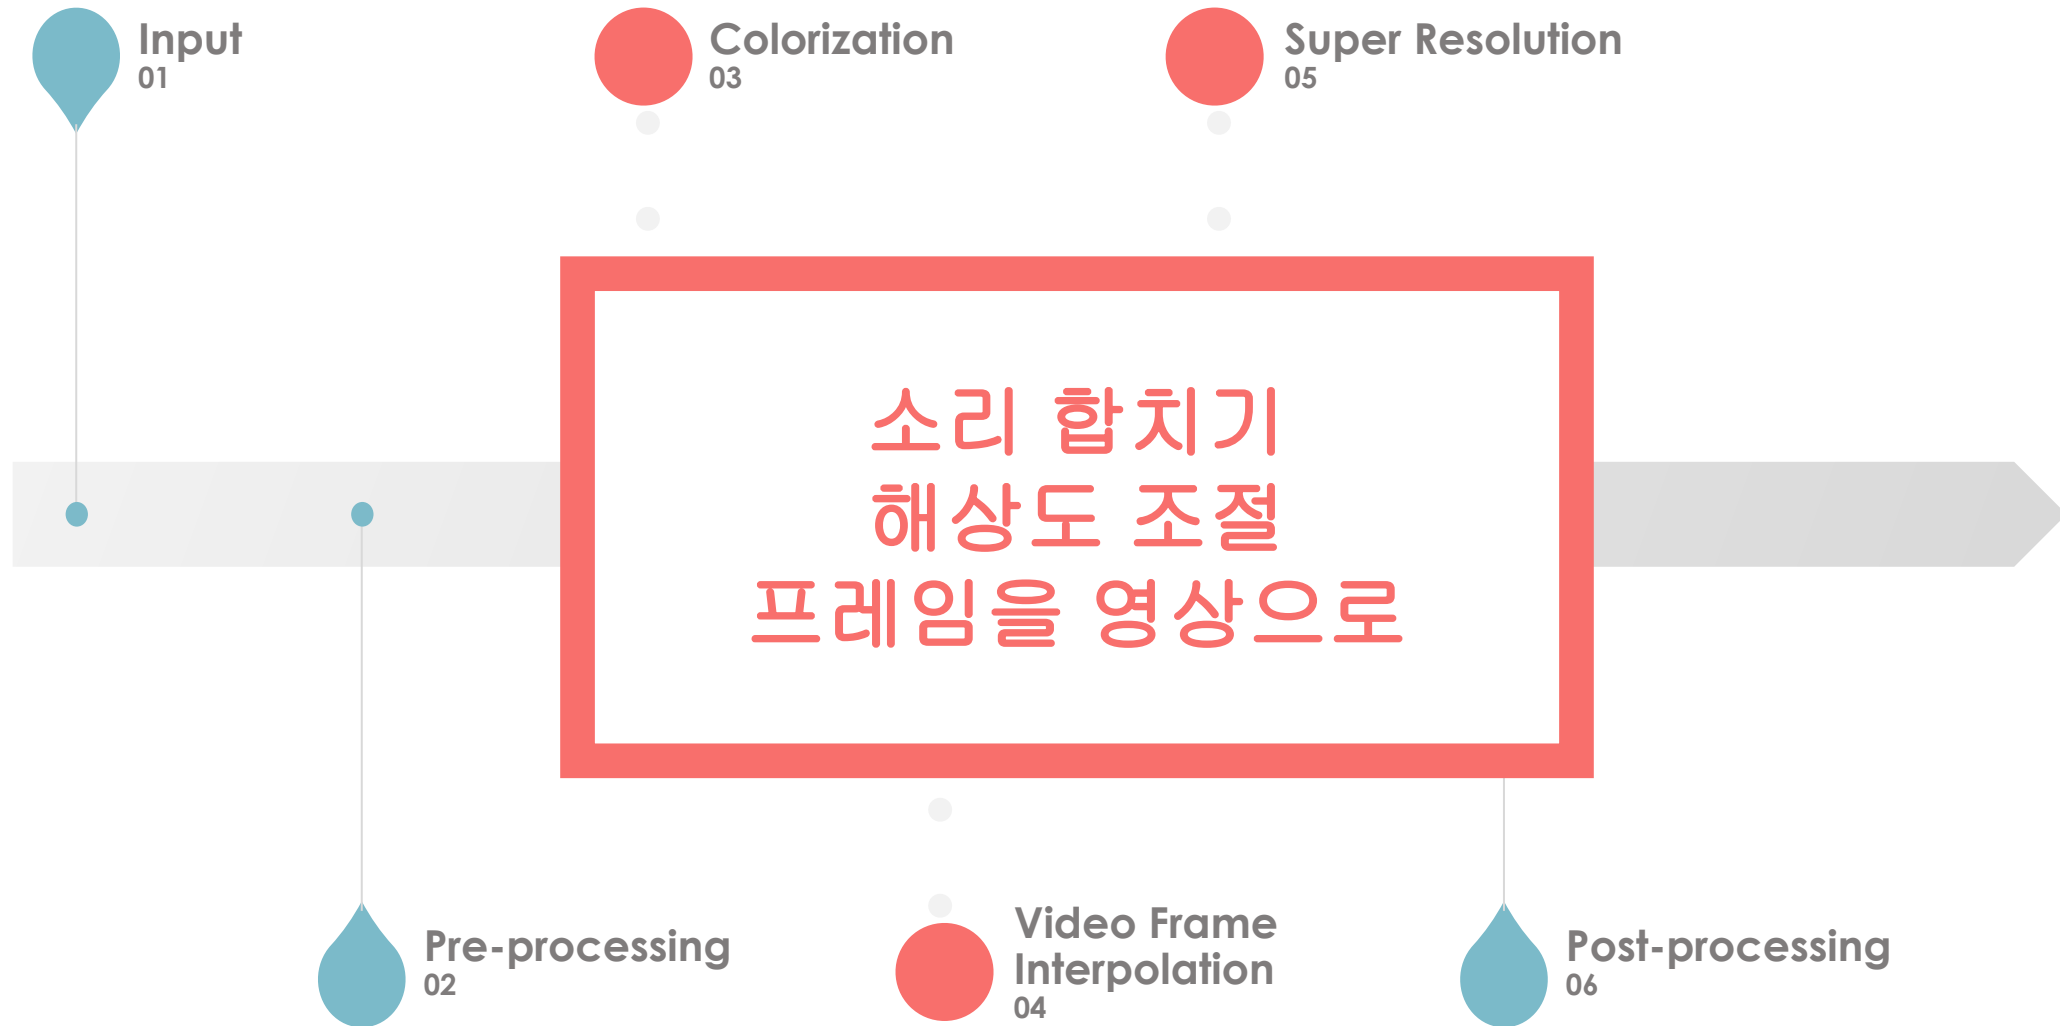 Input
01
Colorization
03
Super Resolution
05
소리 합치기
해상도 조절
프레임을 영상으로
Pre-processing
02
Video Frame
Interpolation
04
Post-processing
06